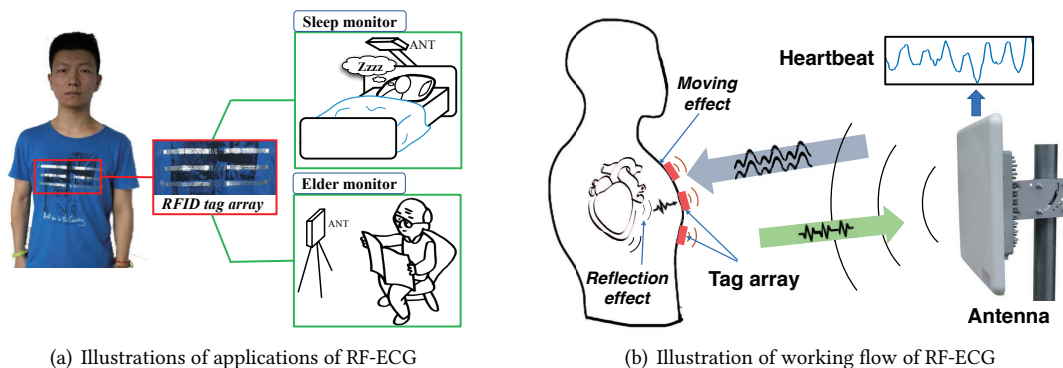 Sleep monitor
ANT
Zzzz
RFID tag array
Elder monitor
ANT
(a) Illustrations of applications of RF-ECG
Heartbeat
Moving
effect
Reflection
effect
Tag array
Antenna
(b) Illustration of working flow of RF-ECG